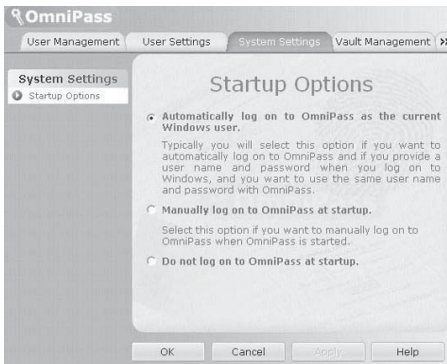 OmniPass
User Management
User Settings
System Settings
Vault Management
System Settings
Startup Options
Startup Options
Automatically log on to OmniPass as the current
Windows user.
Typically you will select this option if you want to
automatically log on to OmniPass and if you provide a
user name and password when you log on to
Windows, and you want to use the same user name
and password with OmniPass.
Manually log on to OmniPass at startup.
Select this option if you want to manually log on to
OmniPass when OmniPass is started.
Do not log on to OmniPass at startup.
OK
Cancel
Apply
Help